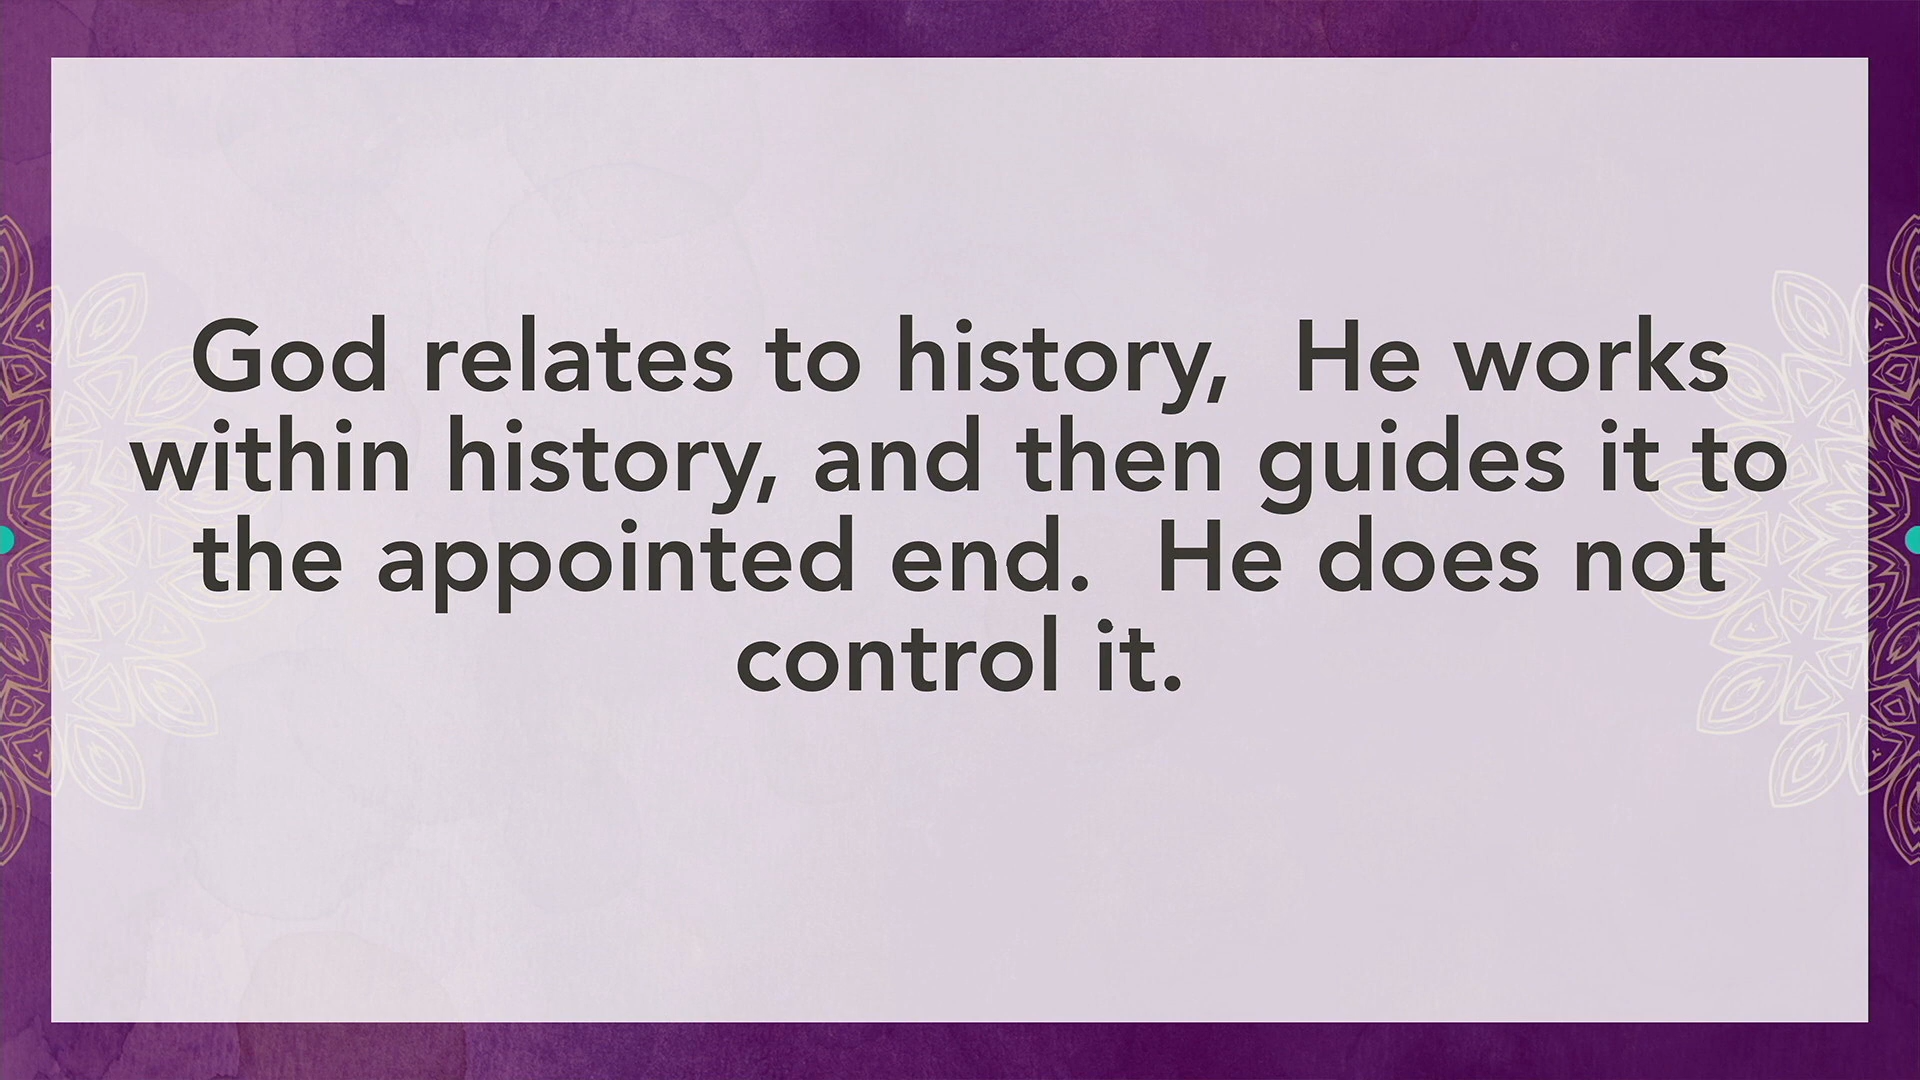 God relates to history,  He works
within history, and then guides it to
the appointed end.  He does not
control it.